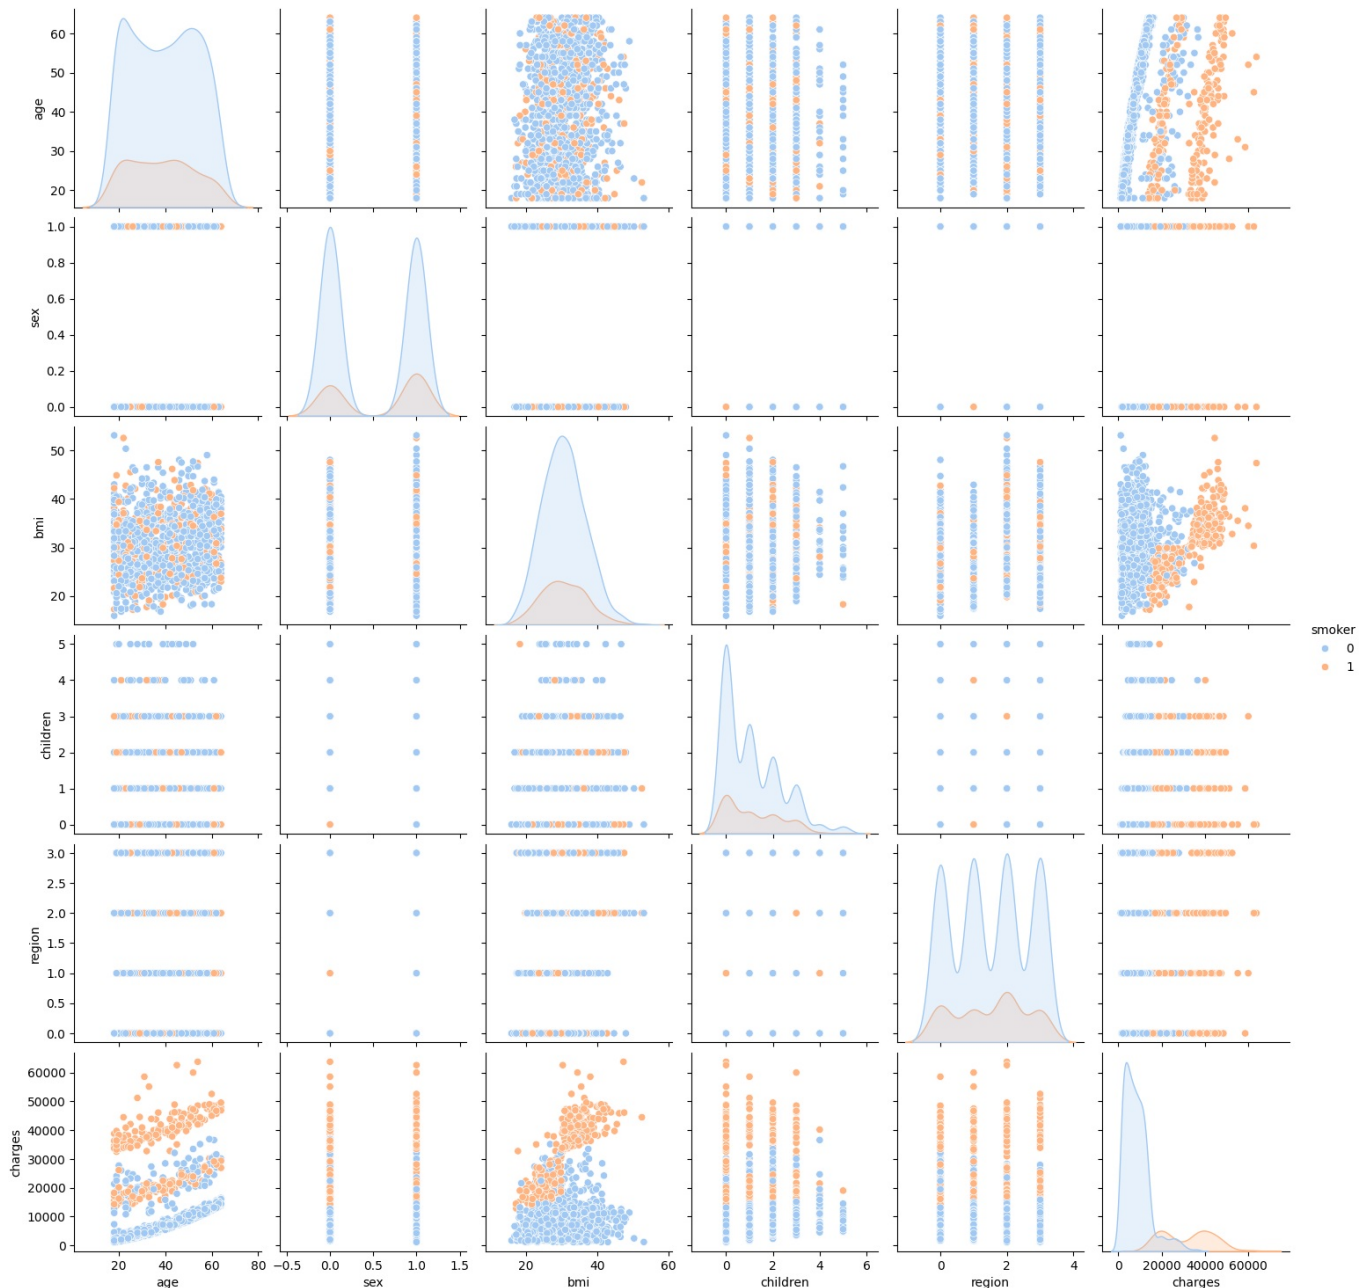 60
50
40
30
20
age
1.0
0.8
0.6
0.4
0.2
0.0
sex
50
40
30
20
bmi
smoker
0
1
5
4
3
2
1
0
children
3.0
2.5
2.0
1.5
1.0
0.5
0.0
region
60000
50000
40000
30000
20000
10000
0
charges
20 40 60 80
−0.5 0.0 0.5 1.0 1.5
20 40 60
0 2 4 6
0 2 4
0 20000 40000 60000
age sex bmi children region charges